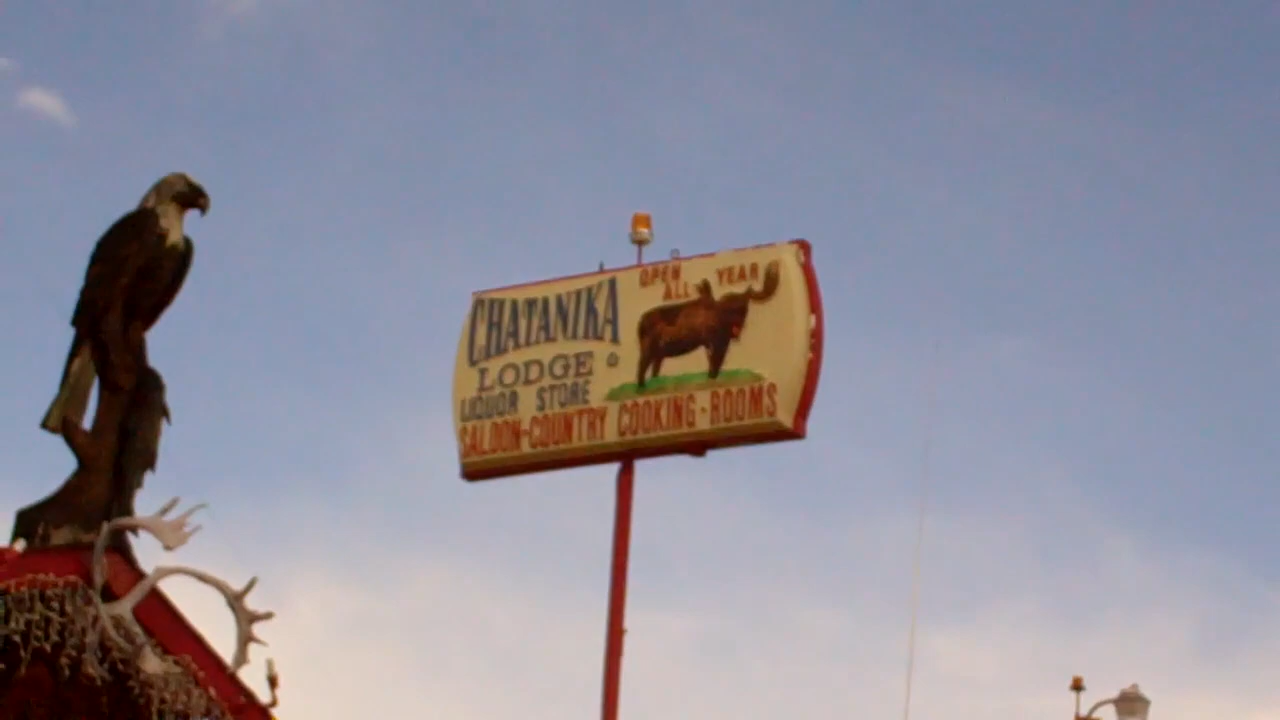 OPEN ALL YEAR
CHATANIKA
LODGE
LIQUOR STORE
SALOON-COUNTRY COOKING-ROOMS